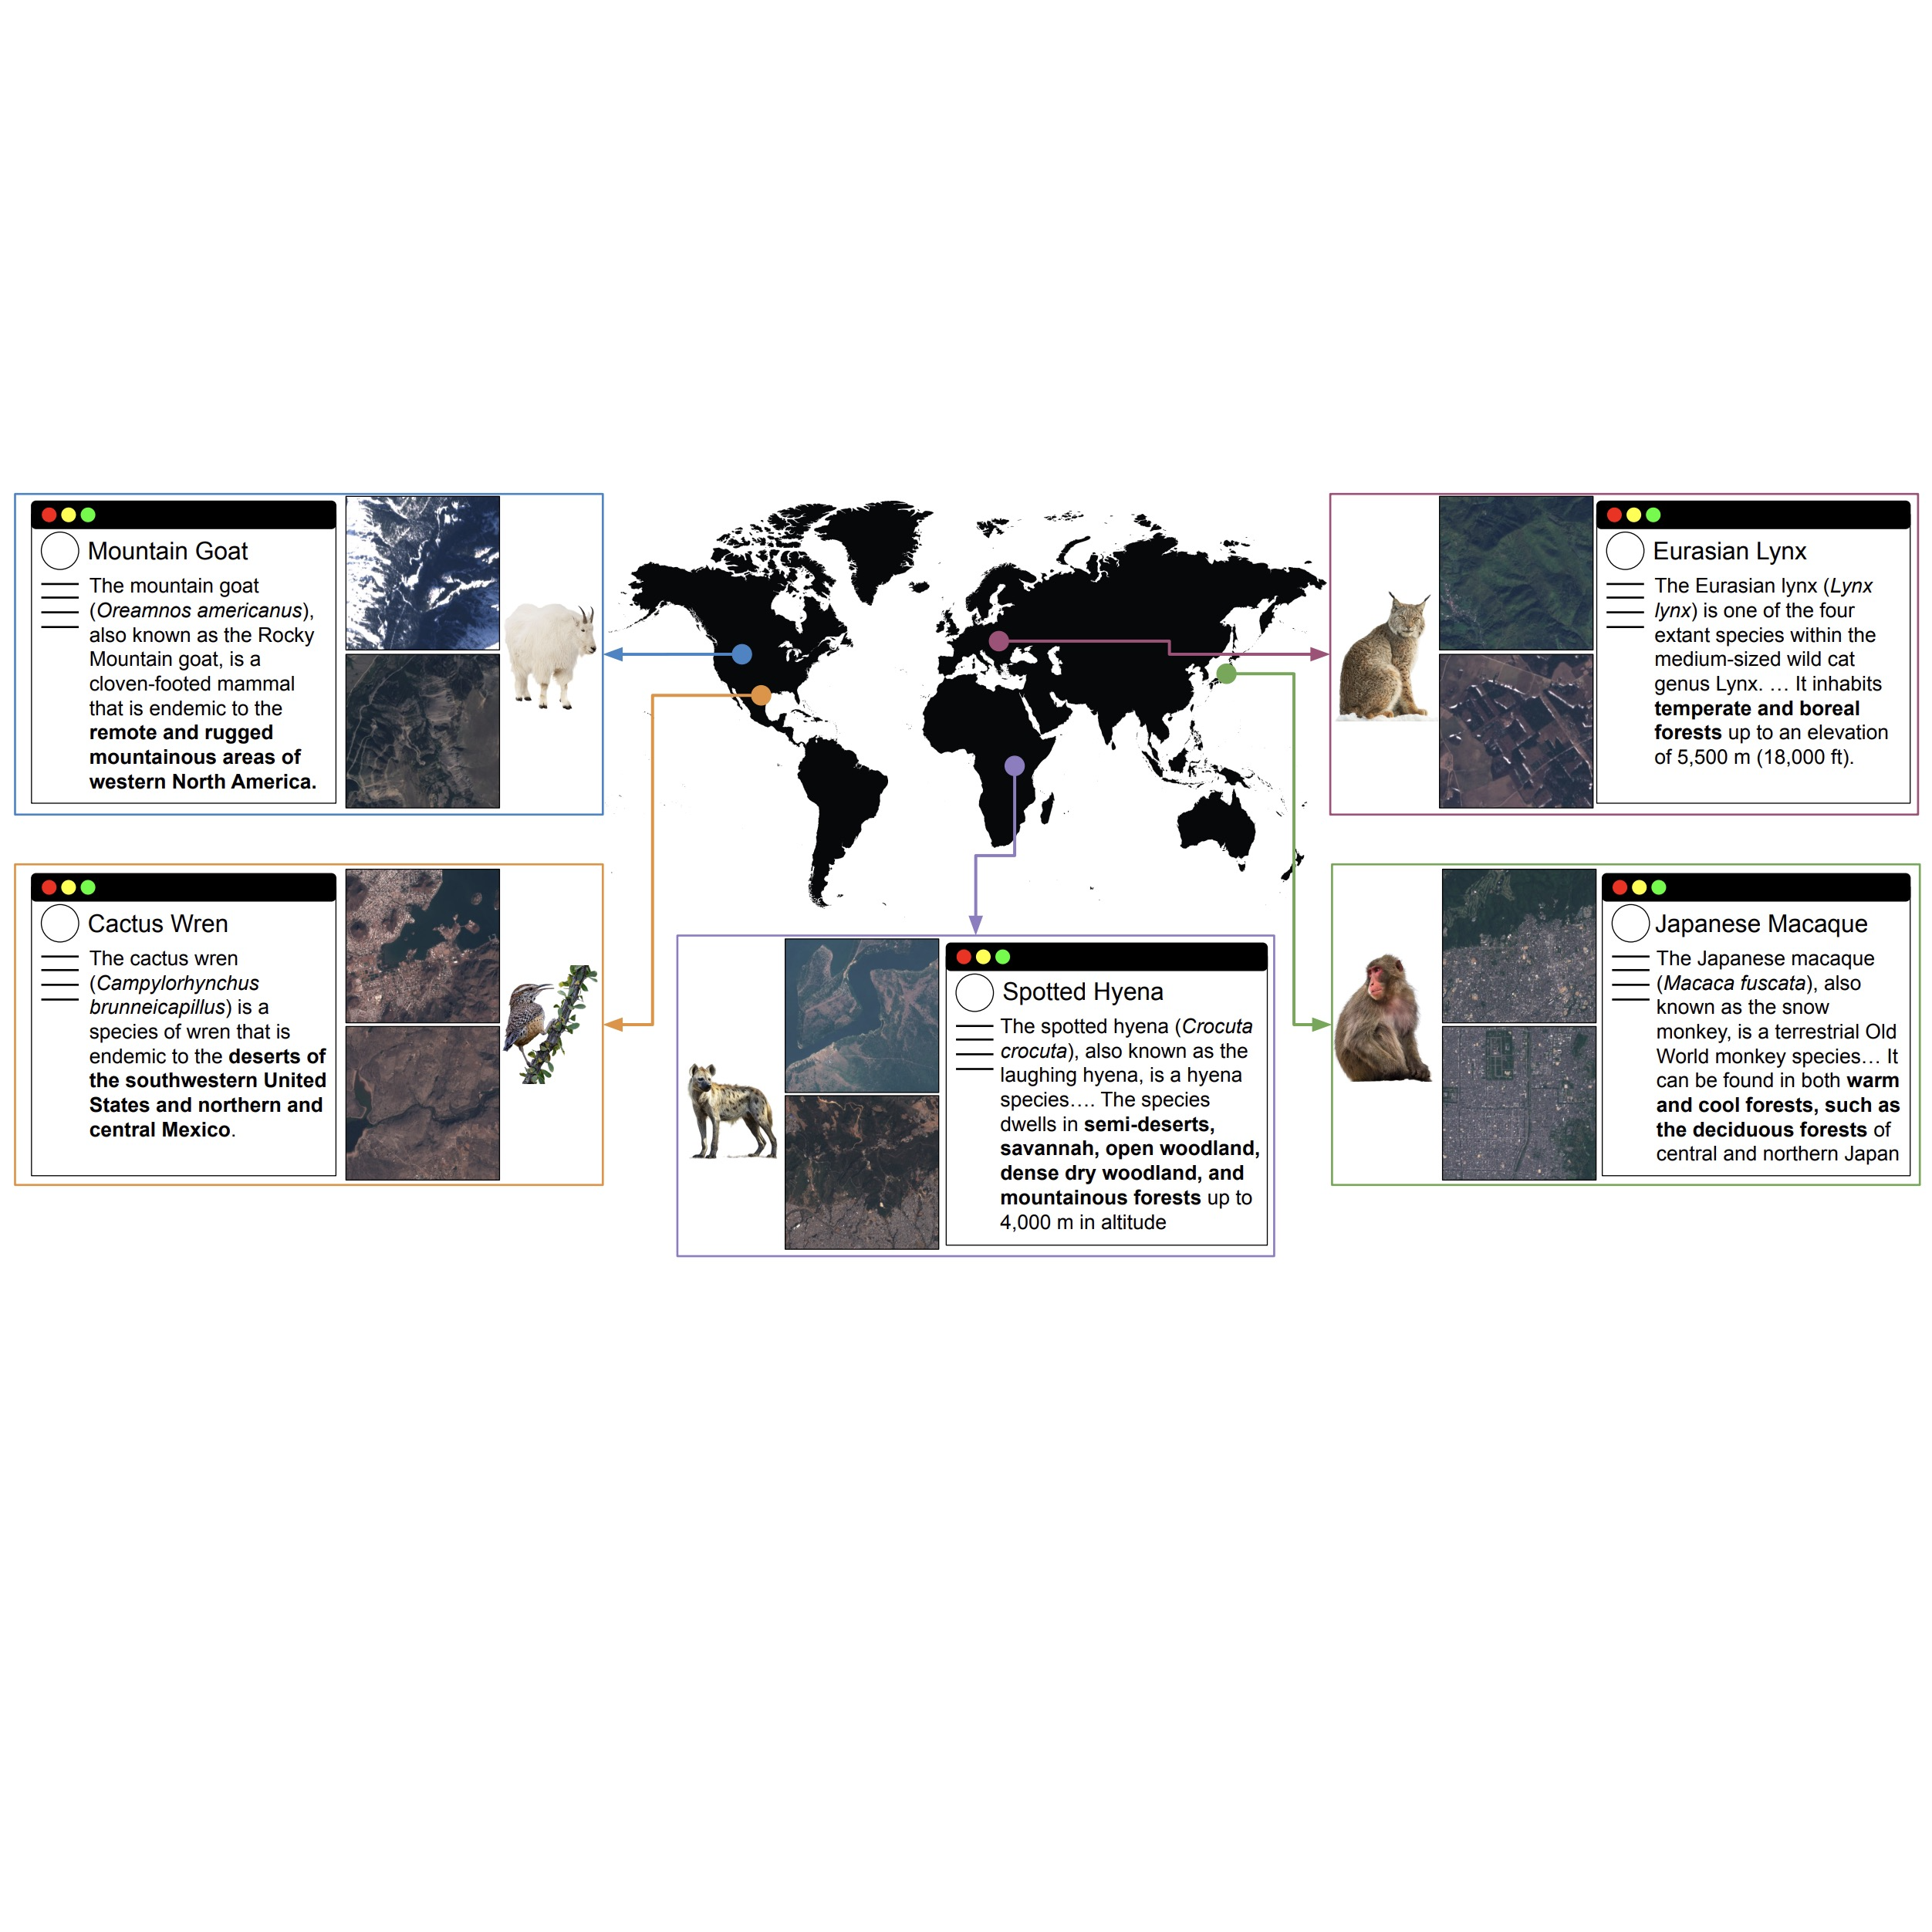 Mountain Goat
The mountain goat
(Oreamnos americanus),
also known as the Rocky
Mountain goat, is a
cloven-footed mammal
that is endemic to the
remote and rugged
mountainous areas of
western North America.
Eurasian Lynx
The Eurasian lynx (Lynx
lynx) is one of the four
extant species within the
medium-sized wild cat
genus Lynx. … It inhabits
temperate and boreal
forests up to an elevation
of 5,500 m (18,000 ft).
Cactus Wren
The cactus wren
(Campylorhynchus
brunneicapillus) is a
species of wren that is
endemic to the deserts of
the southwestern United
States and northern and
central Mexico.
Spotted Hyena
The spotted hyena (Crocuta
crocuta), also known as the
laughing hyena, is a hyena
species…. The species
dwells in semi-deserts,
savannah, open woodland,
dense dry woodland, and
mountainous forests up to
4,000 m in altitude
Japanese Macaque
The Japanese macaque
(Macaca fuscata), also
known as the snow
monkey, is a terrestrial Old
World monkey species… It
can be found in both warm
and cool forests, such as
the deciduous forests of
central and northern Japan